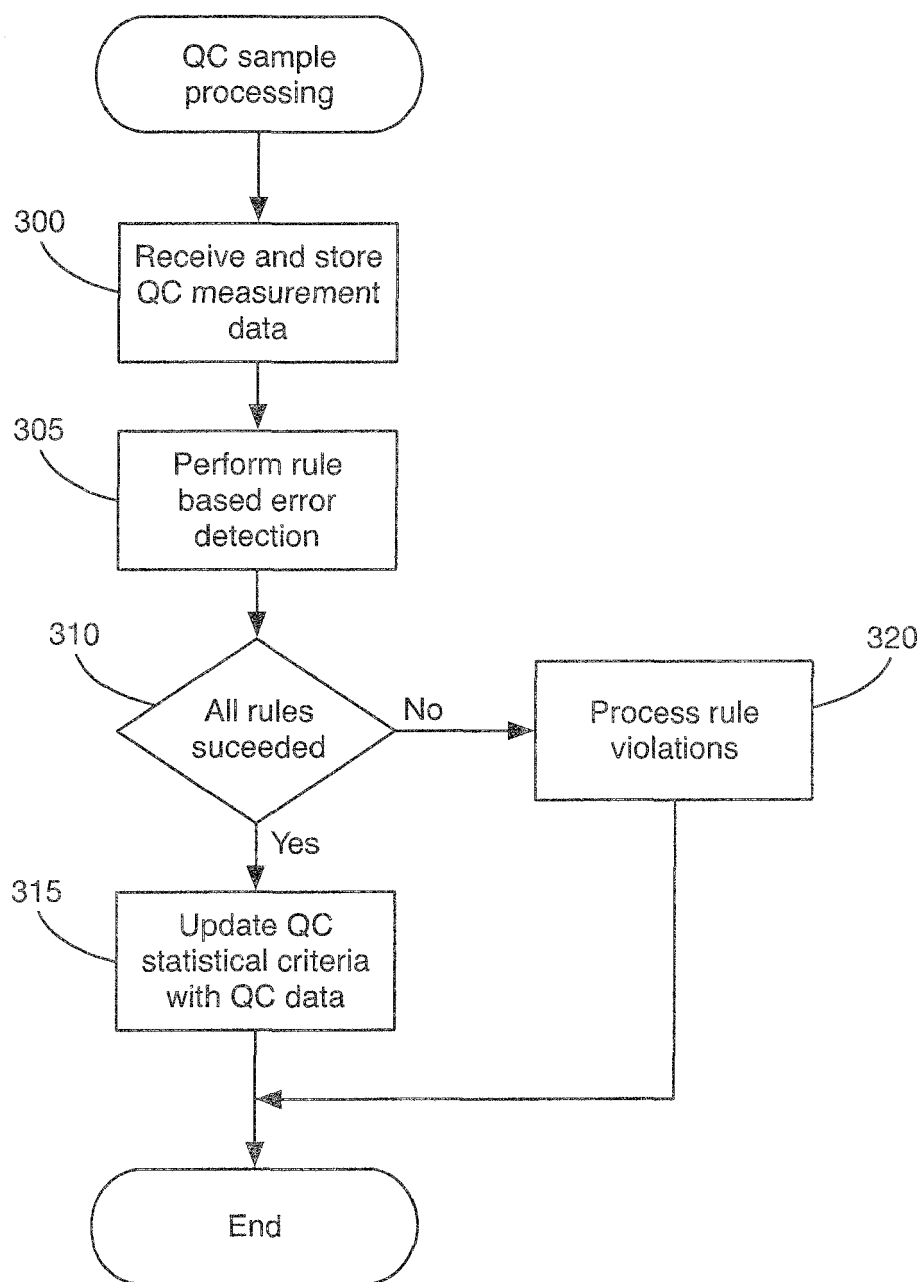 QC sample
processing
300
Receive and store
QC measurement
data
305
Perform rule
based error
detection
310
All rules
suceeded
No
320
Process rule
violations
Yes
315
Update QC
statistical criteria
with QC data
End